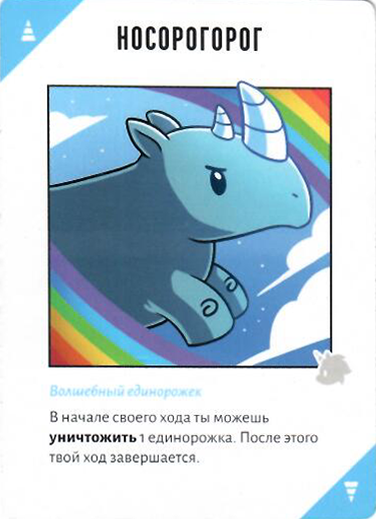 НОСОРОГОРОГ
Волшебный единорожек
В начале своего хода ты можешь
уничтожить 1 единорожка. После этого
твой ход завершается.